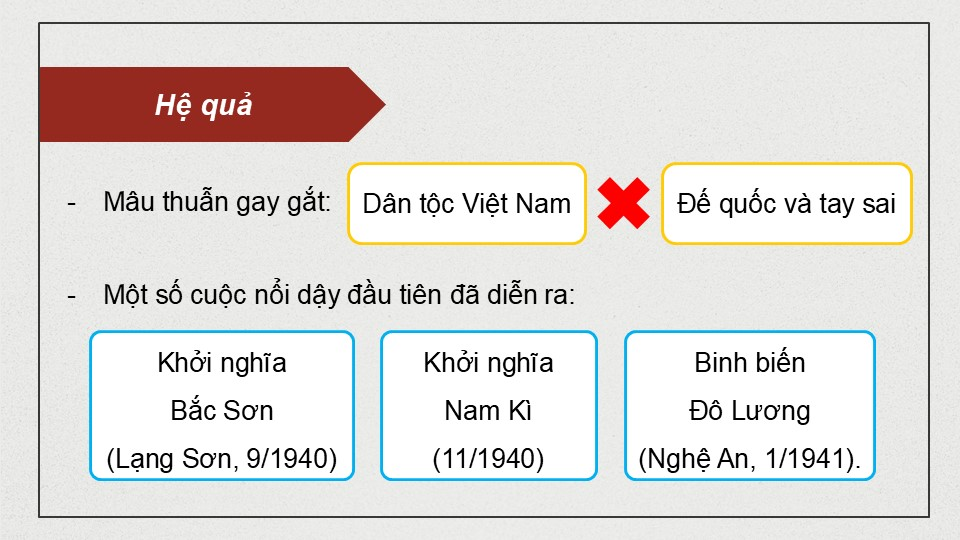 Hệ quả
- Mâu thuẫn gay gắt: Dân tộc Việt Nam Đế quốc và tay sai
- Một số cuộc nổi dậy đầu tiên đã diễn ra:
Khởi nghĩa
Bắc Sơn
(Lạng Sơn, 9/1940)
Khởi nghĩa
Nam Kì
(11/1940)
Binh biến
Đô Lương
(Nghệ An, 1/1941).